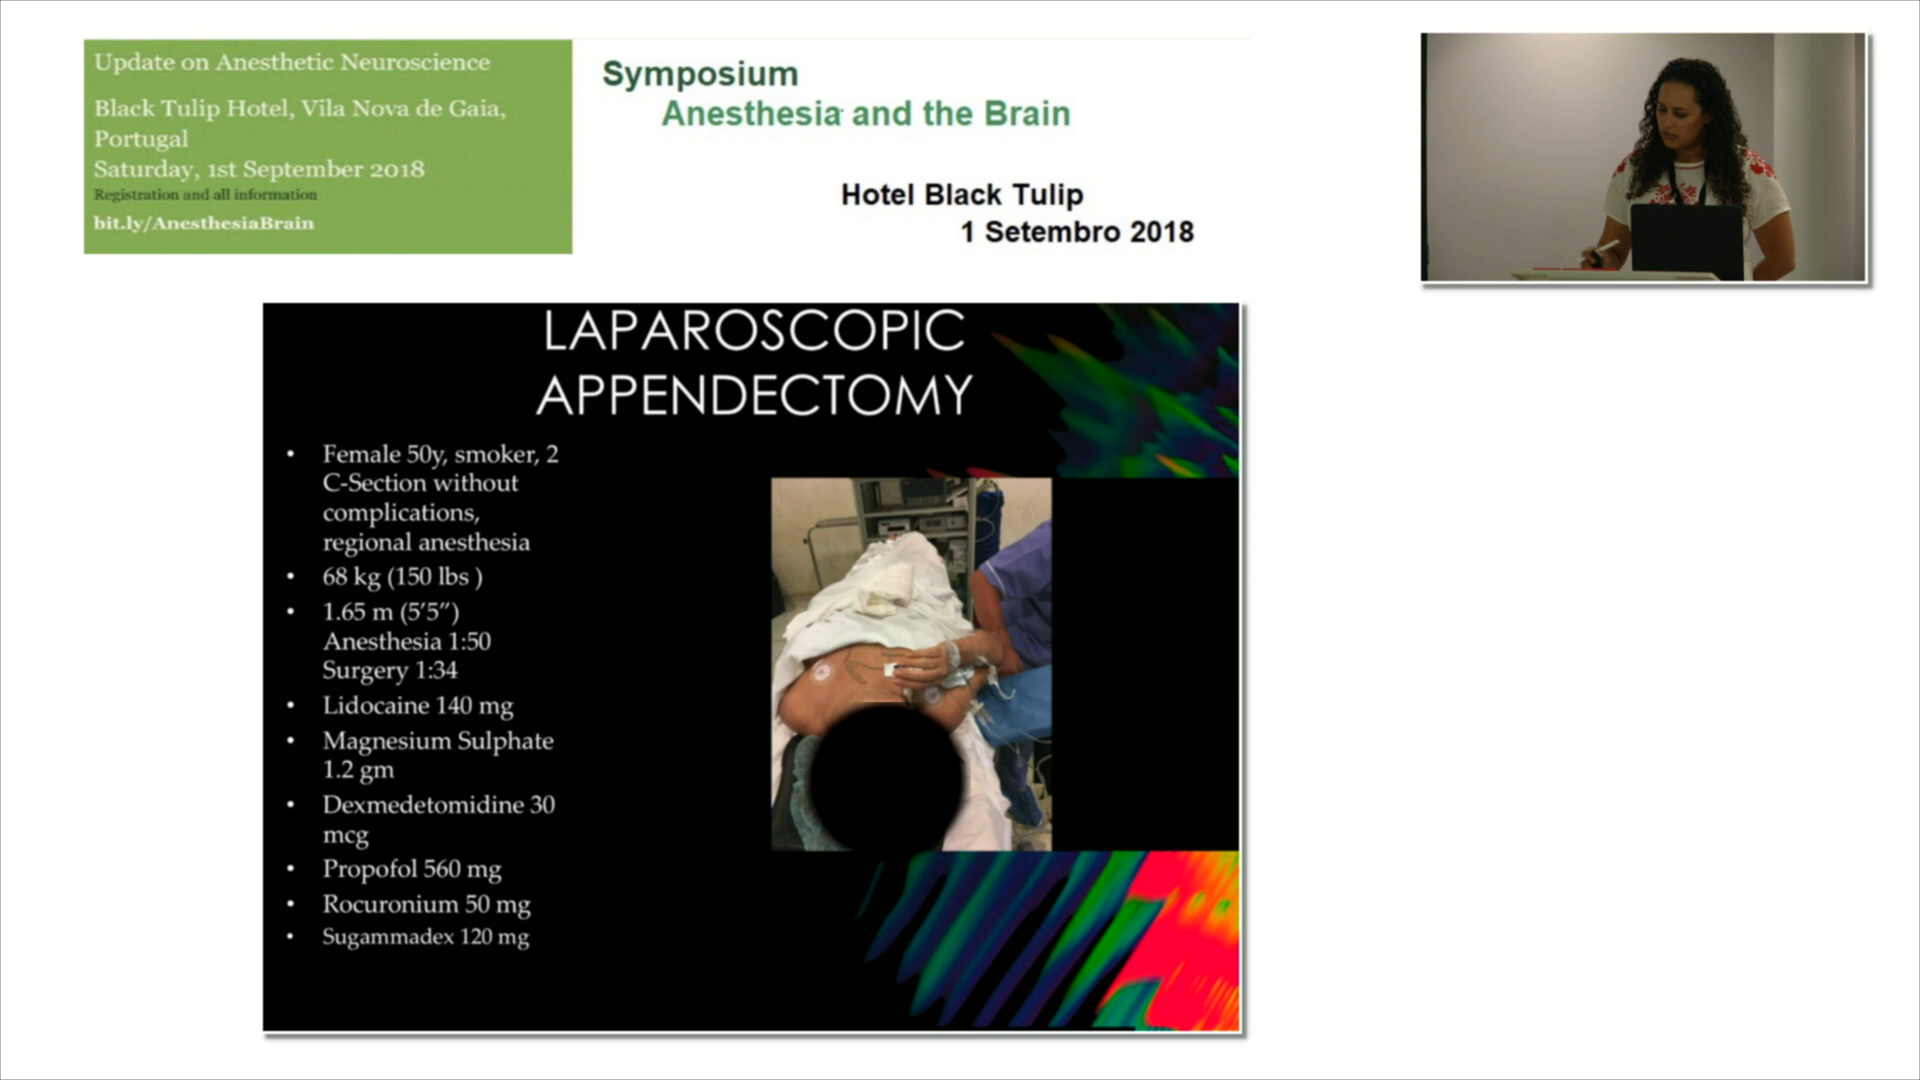 Update on Anesthetic Neuroscience
Black Tulip Hotel, Vila Nova de Gaia,
Portugal
Saturday, 1st September 2018
Registration and all information
bit.ly/AnesthesiaBrain
Symposium
Anesthesia and the Brain
Hotel Black Tulip
1 Setembro 2018
LAPAROSCOPIC
APPENDECTOMY
• Female 50y, smoker, 2
C-Section without
complications,
regional anesthesia
• 68 kg (150 lbs )
• 1.65 m (5'5”)
Anesthesia 1:50
Surgery 1:34
• Lidocaine 140 mg
• Magnesium Sulphate
1.2 gm
• Dexmedetomidine 30
mcg
• Propofol 560 mg
• Rocuronium 50 mg
• Sugammadex 120 mg